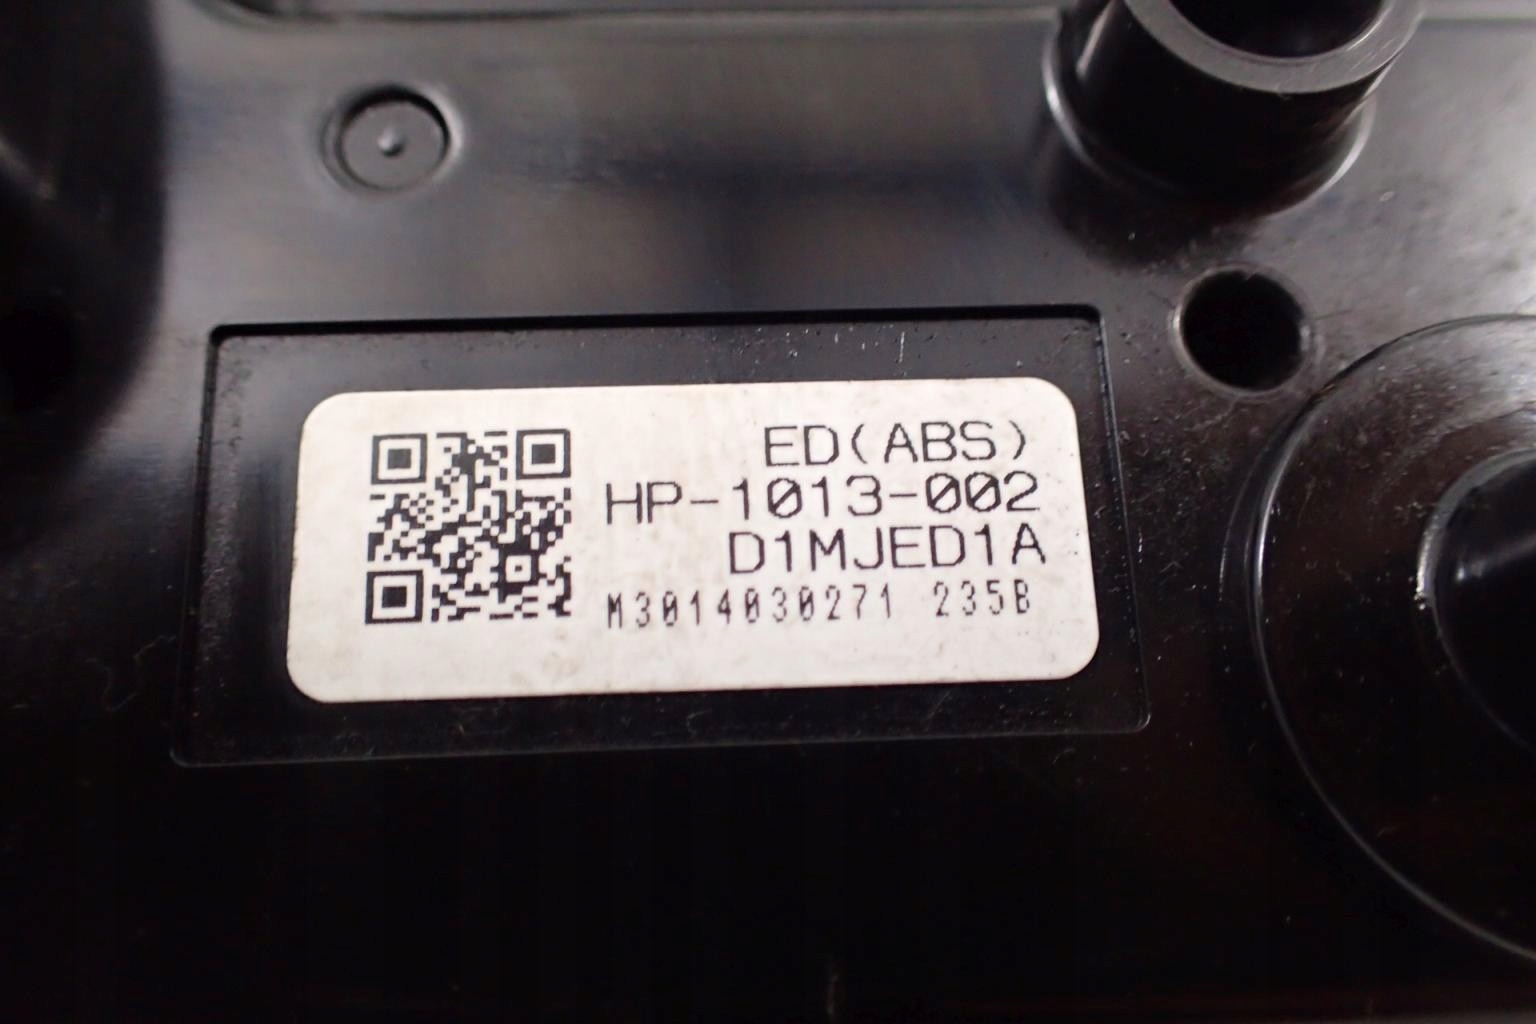 ED(ABS)
HP-1013-002
D1MJED1A
M3014030271 235B